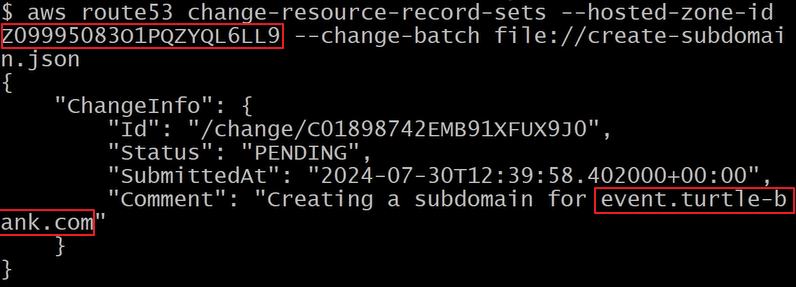 $ aws route53 change-resource-record-sets --hosted-zone-id
Z09995083O1PQZYQL6LL9 --change-batch file://create-subdomai
n.json
{
    "ChangeInfo": {
        "Id": "/change/C01898742EMB91XFUX9J0",
        "Status": "PENDING",
        "SubmittedAt": "2024-07-30T12:39:58.402000+00:00",
        "Comment": "Creating a subdomain for event.turtle-b
ank.com"
    }
}